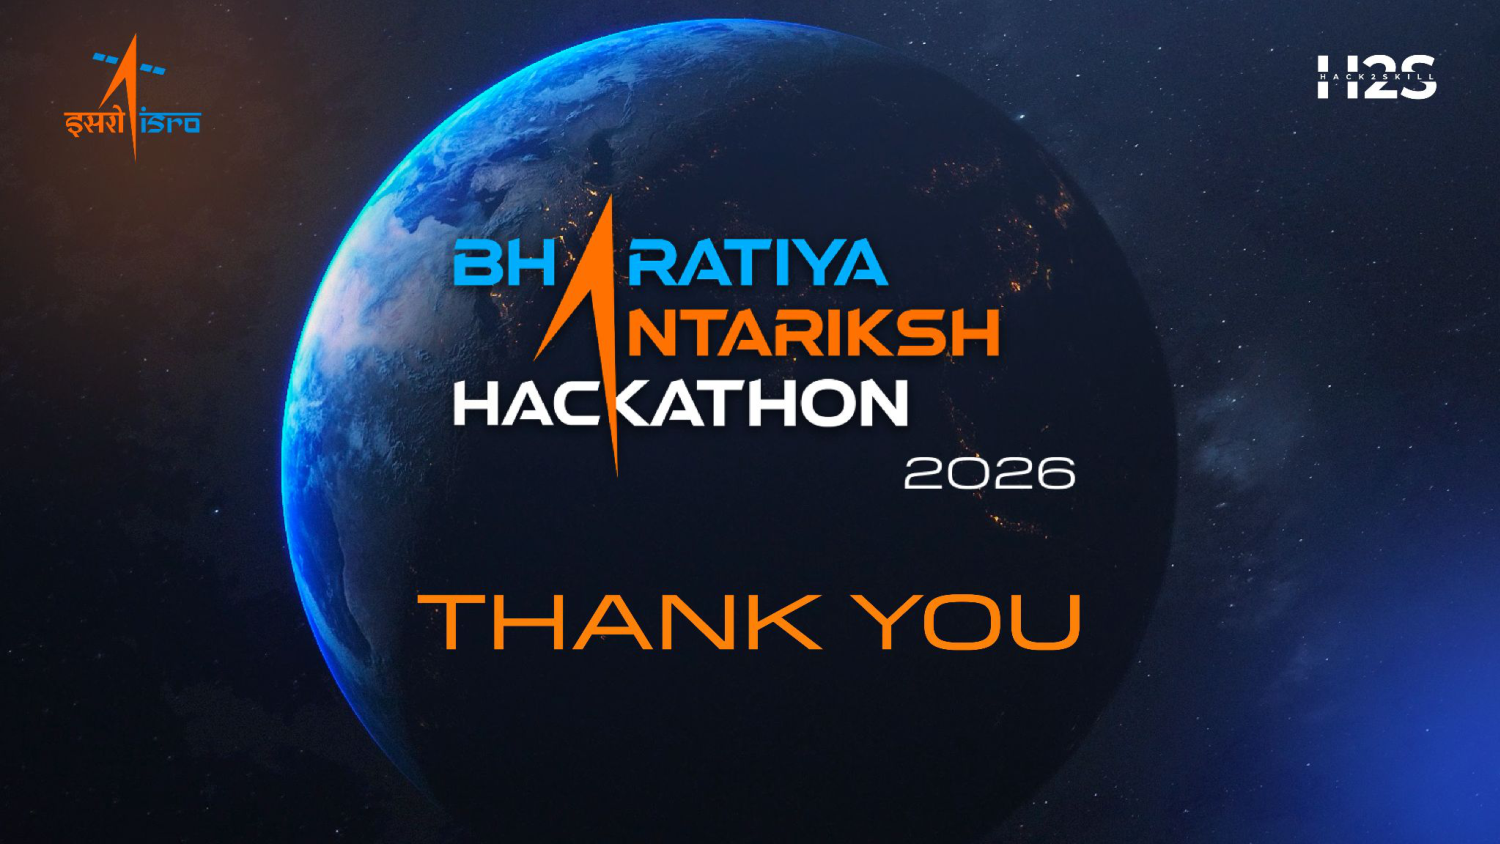 इसरो isro
H2S
HACK2SKILL
BHARATIYA
ANTARIKSH
HACKATHON
2026
THANK YOU